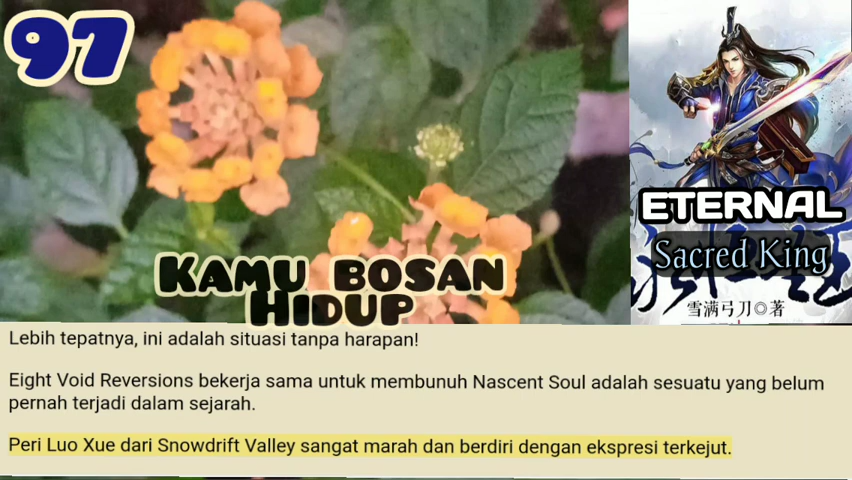 97
ETERNAL
Sacred King
雪满弓刀◎著
KAMU BOSAN
HIDUP
Lebih tepatnya, ini adalah situasi tanpa harapan!
Eight Void Reversions bekerja sama untuk membunuh Nascent Soul adalah sesuatu yang belum
pernah terjadi dalam sejarah.
Peri Luo Xue dari Snowdrift Valley sangat marah dan berdiri dengan ekspresi terkejut.